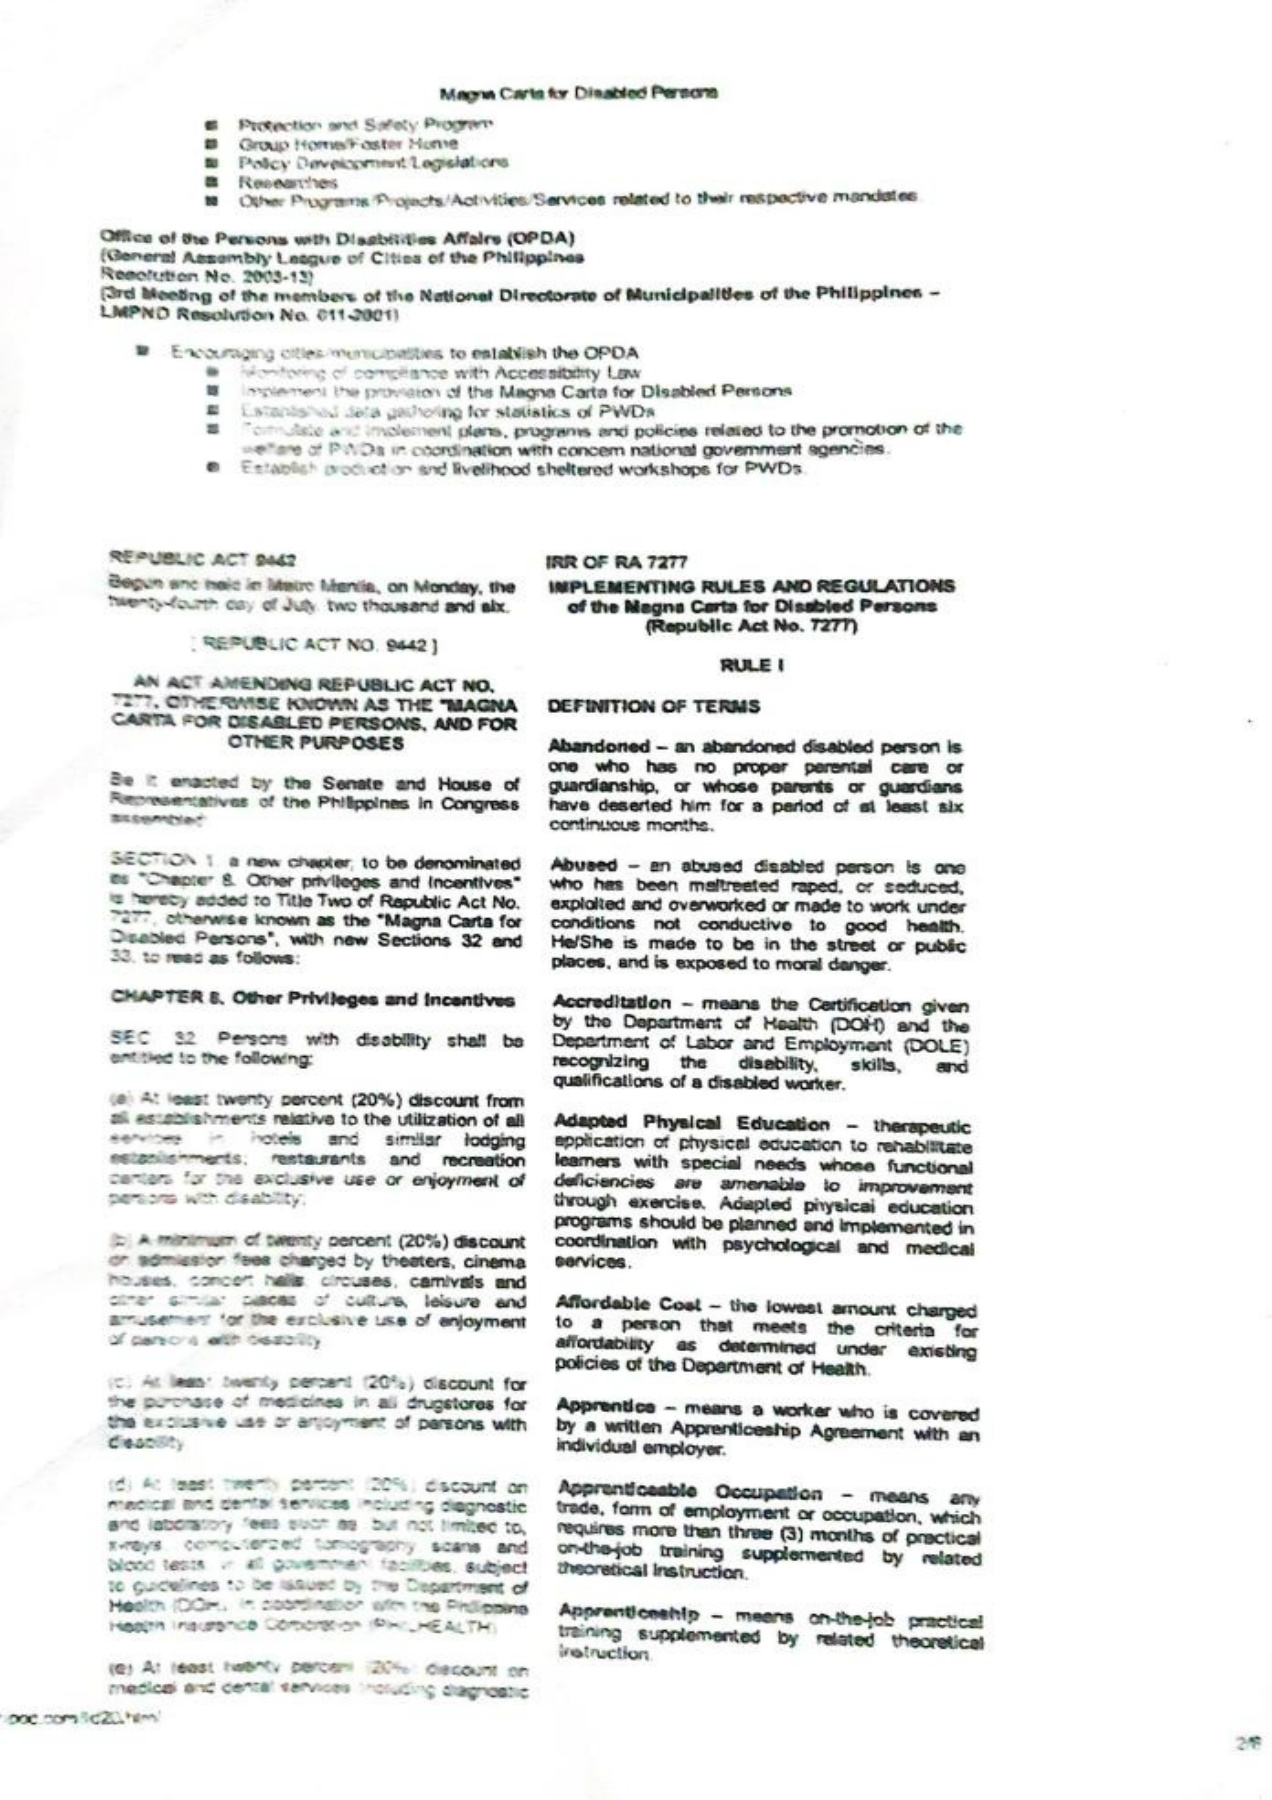 Magna Carta for Disabled Persons
Protection and Safety Program
Group Home/Foster Home
Policy Development/Legislations
Researches
Other Programs/Projects/Activities/Services related to their respective mandates.
Office of the Persons with Disabilities Affairs (OPDA)
(General Assembly League of Cities of the Philippines
Resolution No. 2003-13)
(3rd Meeting of the members of the National Directorate of Municipalities of the Philippines –
LMPND Resolution No. 011-2001)
Encouraging cities/municipalities to establish the OPDA
Monitoring of compliance with Accessibility Law
Implement the provision of the Magna Carta for Disabled Persons
Established data gathering for statistics of PWDs
Formulate and implement plans, programs and policies related to the promotion of the
welfare of PWDs in coordination with concern national government agencies.
Establish production and livelihood sheltered workshops for PWDs.
REPUBLIC ACT 9442
Begun and held in Metro Manila, on Monday, the
twenty-fourth day of July, two thousand and six.
[ REPUBLIC ACT NO. 9442 ]
AN ACT AMENDING REPUBLIC ACT NO.
7277, OTHERWISE KNOWN AS THE "MAGNA
CARTA FOR DISABLED PERSONS, AND FOR
OTHER PURPOSES
Be it enacted by the Senate and House of
Representatives of the Philippines in Congress
assembled:
SECTION 1. a new chapter, to be denominated
as "Chapter 8. Other privileges and Incentives"
is hereby added to Title Two of Republic Act No.
7277, otherwise known as the "Magna Carta for
Disabled Persons", with new Sections 32 and
33, to read as follows:
CHAPTER 8. Other Privileges and Incentives
SEC 32. Persons with disability shall be
entitled to the following:
(a) At least twenty percent (20%) discount from
all establishments relative to the utilization of all
services in hotels and similar lodging
establishments; restaurants and recreation
centers for the exclusive use or enjoyment of
persons with disability;
(b) A minimum of twenty percent (20%) discount
on admission fees charged by theaters, cinema
houses, concert halls, circuses, carnivals and
other similar places of culture, leisure and
amusement for the exclusive use of enjoyment
of persons with disability
(c) At least twenty percent (20%) discount for
the purchase of medicines in all drugstores for
the exclusive use or enjoyment of persons with
disability
(d) At least twenty percent (20%) discount on
medical and dental services including diagnostic
and laboratory fees such as, but not limited to,
x-rays, computerized tomography scans and
blood tests, in all government facilities, subject
to guidelines to be issued by the Department of
Health (DOH), in coordination with the Philippine
Health Insurance Corporation (PHILHEALTH)
(e) At least twenty percent (20%) discount on
medical and dental services including diagnostic
IRR OF RA 7277
IMPLEMENTING RULES AND REGULATIONS
of the Magna Carta for Disabled Persons
(Republic Act No. 7277)
RULE I
DEFINITION OF TERMS
Abandoned – an abandoned disabled person is
one who has no proper parental care or
guardianship, or whose parents or guardians
have deserted him for a period of at least six
continuous months.
Abused – an abused disabled person is one
who has been maltreated raped, or seduced,
exploited and overworked or made to work under
conditions not conductive to good health.
He/She is made to be in the street or public
places, and is exposed to moral danger.
Accreditation – means the Certification given
by the Department of Health (DOH) and the
Department of Labor and Employment (DOLE)
recognizing the disability, skills, and
qualifications of a disabled worker.
Adapted Physical Education – therapeutic
application of physical education to rehabilitate
learners with special needs whose functional
deficiencies are amenable to improvement
through exercise. Adapted physical education
programs should be planned and implemented in
coordination with psychological and medical
services.
Affordable Cost – the lowest amount charged
to a person that meets the criteria for
affordability as determined under existing
policies of the Department of Health.
Apprentice – means a worker who is covered
by a written Apprenticeship Agreement with an
individual employer.
Apprenticeable Occupation – means any
trade, form of employment or occupation, which
requires more than three (3) months of practical
on-the-job training supplemented by related
theoretical instruction.
Apprenticeship – means on-the-job practical
training supplemented by related theoretical
instruction.